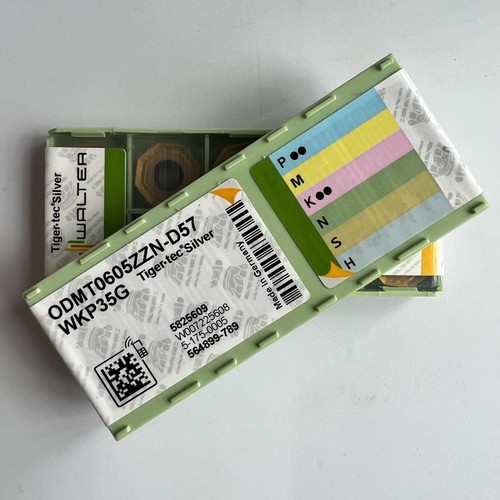 WALTER
Tiger·tec®Silver
ODMT0605ZZN-D57
WKP35G
Tiger·tec®Silver
5825609
W007225608
5-175-0005
564899-789
Made in Germany
P ●●
M
K ●●
N
S
H